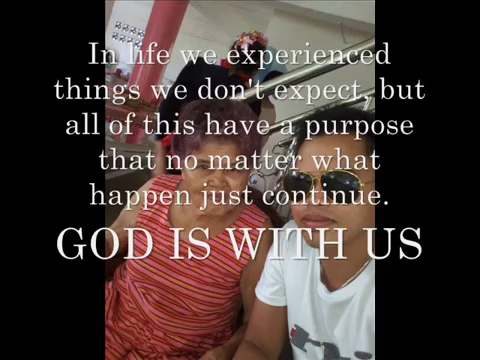 In life we experienced
things we don't expect, but
all of this have a purpose
that no matter what
happen just continue.
GOD IS WITH US